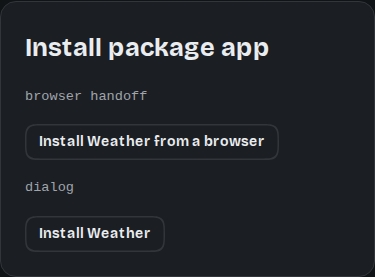 Install package app
browser handoff
Install Weather from a browser
dialog
Install Weather